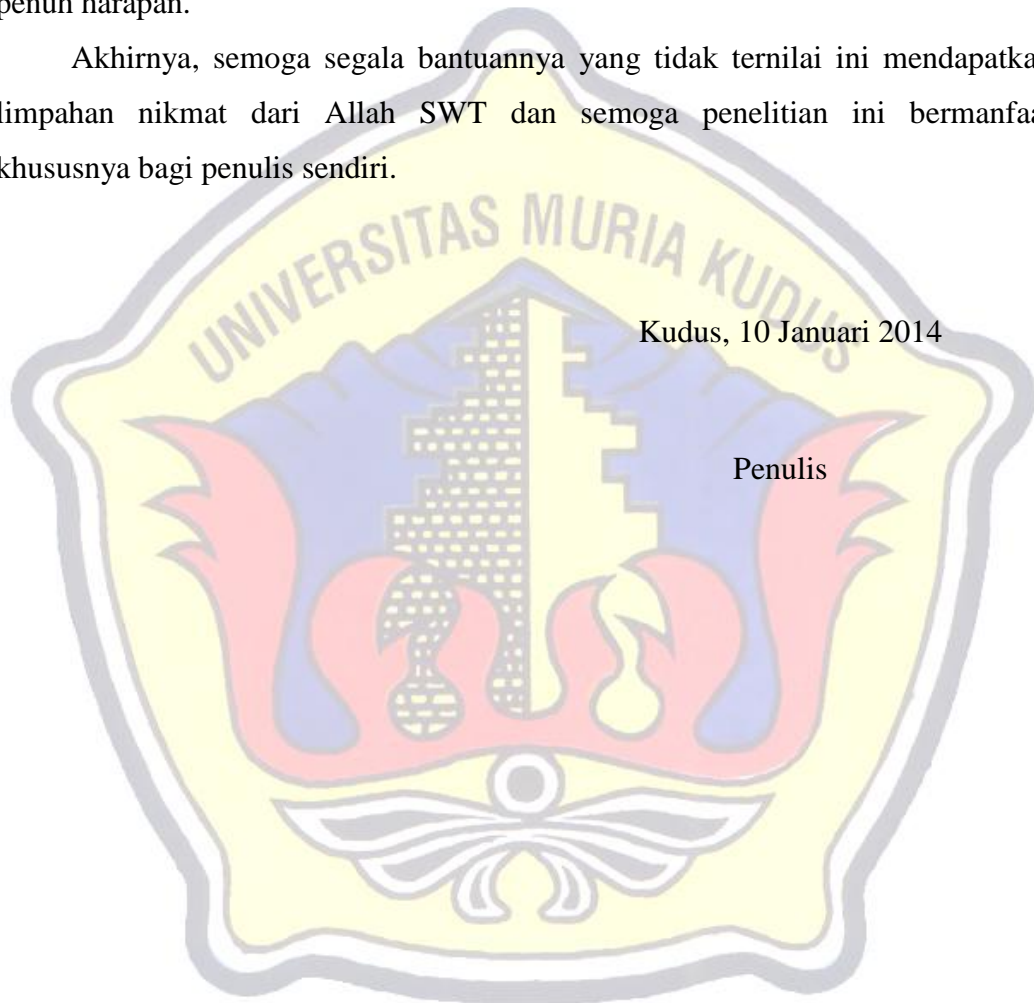 penuh harapan.
Akhirnya, semoga segala bantuannya yang tidak ternilai ini mendapatka
limpahan nikmat dari Allah SWT dan semoga penelitian ini bermanfaa
khususnya bagi penulis sendiri.
UNIVERSITAS MURIA KUDUS
Kudus, 10 Januari 2014
Penulis